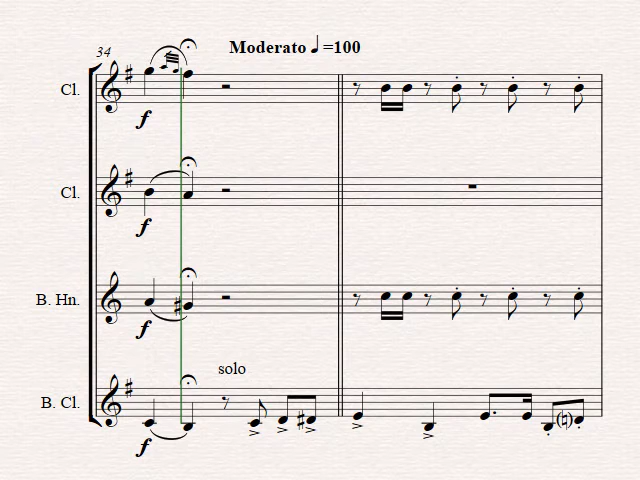 34
Moderato ♩=100
Cl.
f
Cl.
f
B. Hn.
f
solo
B. Cl.
f